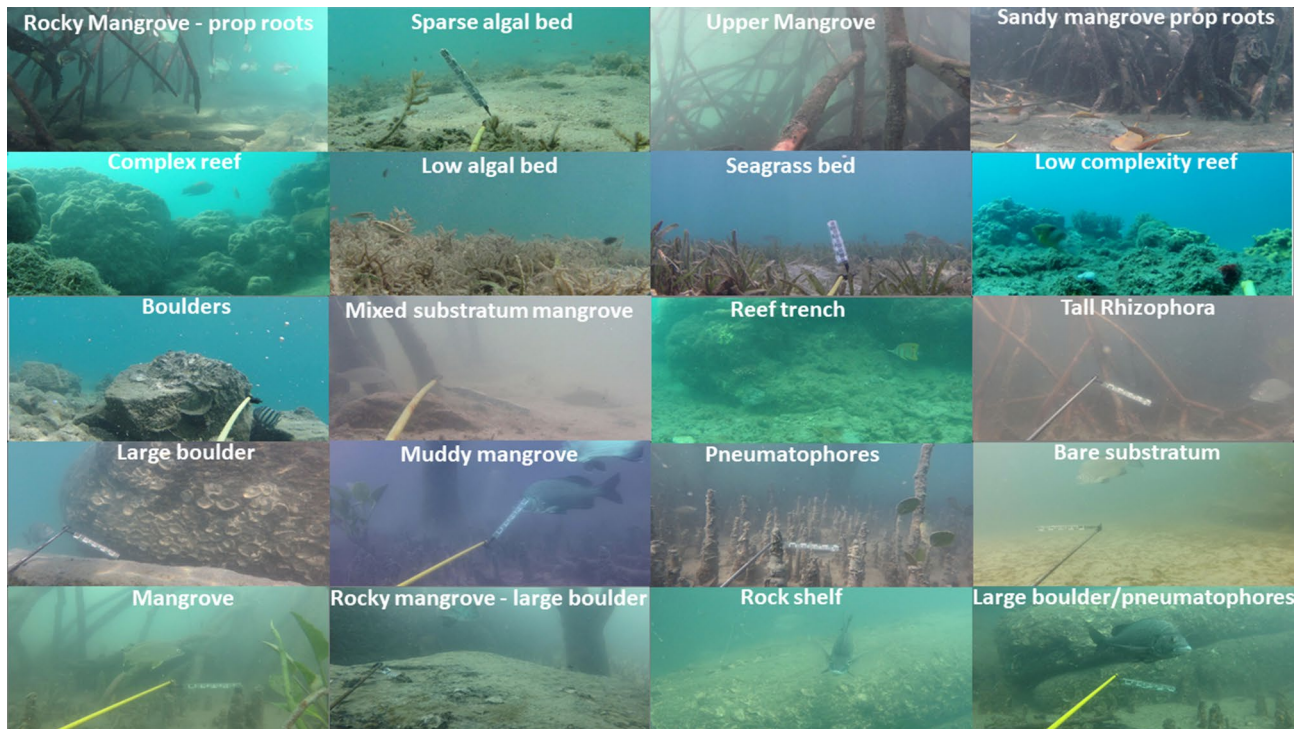 Rocky Mangrove - prop roots
Sparse algal bed
Upper Mangrove
Sandy mangrove prop roots
Complex reef
Low algal bed
Seagrass bed
Low complexity reef
Boulders
Mixed substratum mangrove
Reef trench
Tall Rhizophora
Large boulder
Muddy mangrove
Pneumatophores
Bare substratum
Mangrove
Rocky mangrove - large boulder
Rock shelf
Large boulder/pneumatophores